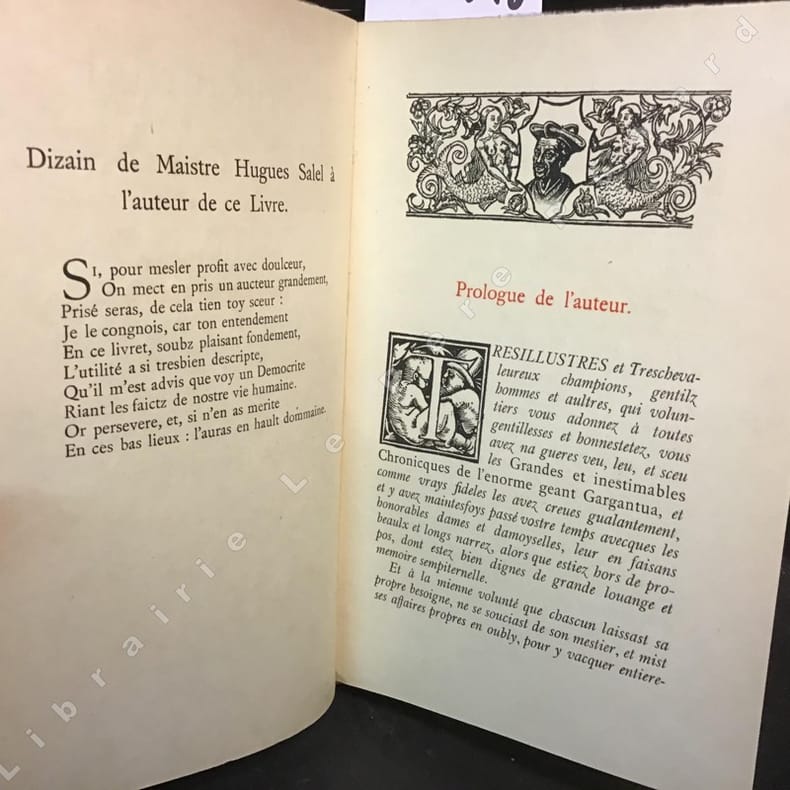 Dizain de Maistre Hugues Salel à
l'auteur de ce Livre.
SI, pour mesler profit avec doulceur,
On mect en pris un aucteur grandement,
Prisé seras, de cela tien toy sceur :
Je le congnois, car ton entendement
En ce livret, soubz plaisant fondement,
L'utilité a si tresbien descripte,
Qu'il m'est advis que voy un Democrite
Riant les faictz de nostre vie humaine.
Or persevere, et, si n'en as merite
En ces bas lieux : l'auras en hault dommaine.
Prologue de l'auteur.
TRESILLUSTRES et Trescheva-
leureux champions, gentilz
hommes et aultres, qui volun-
tiers vous adonnez à toutes
gentillesses et honnestetez, vous
avez na gueres veu, leu, et sceu
les Grandes et inestimables
Chronicques de l'enorme geant Gargantua, et
comme vrays fideles les avez creues gualantement,
et y avez maintesfoys passé vostre temps avecques les
honorables dames et damoyselles, leur en faisans
beaulx et longs narrez, alors que estiez hors de pro-
pos, dont estez bien dignes de grande louange et
memoire sempiternelle.
Et à la mienne volunté que chascun laissast sa
propre besoigne, ne se souciast de son mestier, et mist
ses affaires propres en oubly, pour y vacquer entiere-
Librairie Le